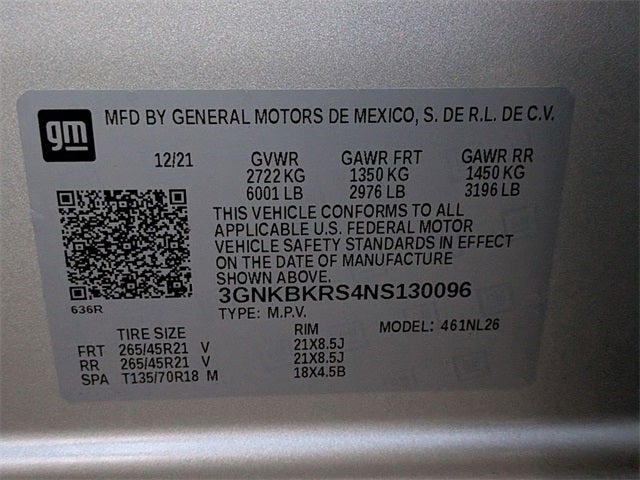 gm
MFD BY GENERAL MOTORS DE MEXICO, S. DE R.L. DE C.V.
12/21 GVWR GAWR FRT GAWR RR
2722 KG 1350 KG 1450 KG
6001 LB 2976 LB 3196 LB
THIS VEHICLE CONFORMS TO ALL
APPLICABLE U.S. FEDERAL MOTOR
VEHICLE SAFETY STANDARDS IN EFFECT
ON THE DATE OF MANUFACTURE
SHOWN ABOVE.
636R
3GNKBKRS4NS130096
TYPE: M.P.V.
TIRE SIZE RIM MODEL: 461NL26
FRT 265/45R21 V 21X8.5J
RR 265/45R21 V 21X8.5J
SPA T135/70R18 M 18X4.5B